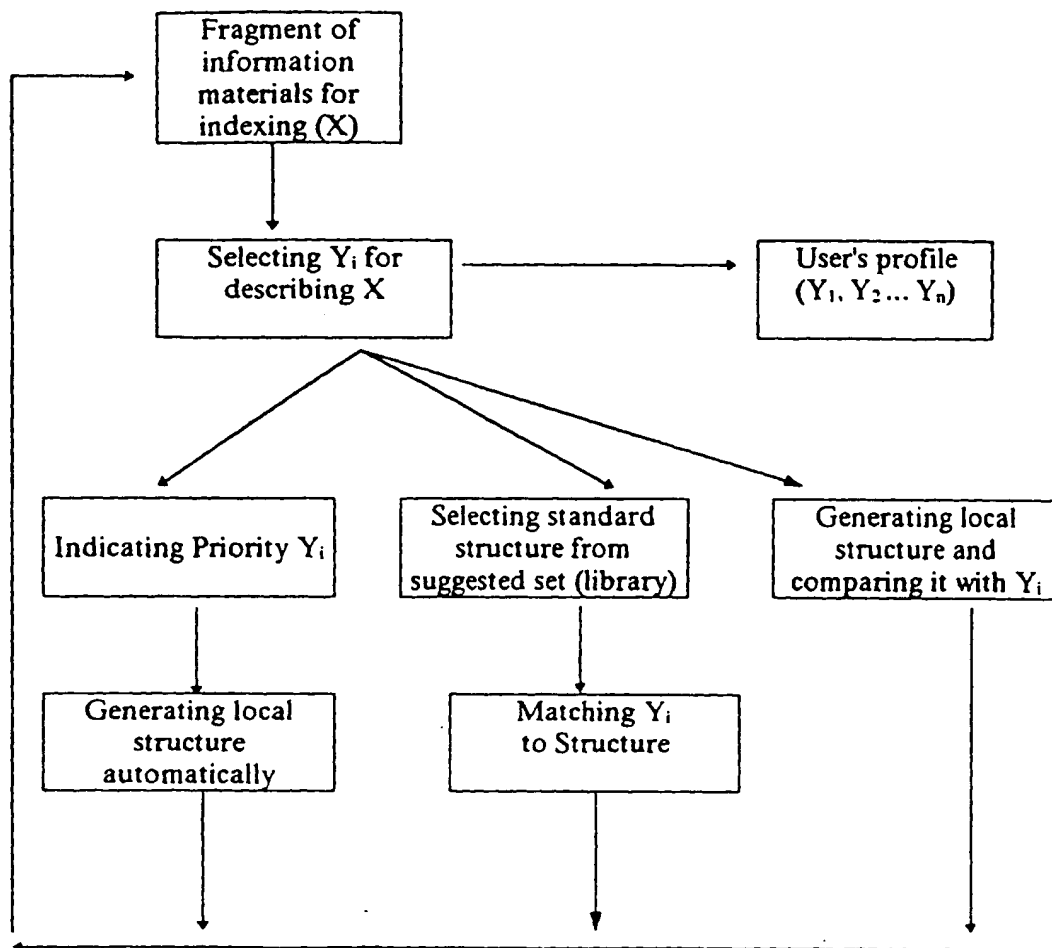 Fragment of
information
materials for
indexing (X)
Selecting Yᵢ for
describing X
User's profile
(Y₁, Y₂... Yₙ)
Indicating Priority Yᵢ
Selecting standard
structure from
suggested set (library)
Generating local
structure and
comparing it with Yᵢ
Generating local
structure
automatically
Matching Yᵢ
to Structure